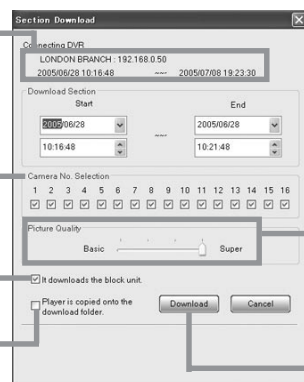 Section Download
Connecting DVR
LONDON BRANCH : 192.168.0.50
2005/06/28 10:16:48 ~~ 2005/07/08 19:23:30
Download Section
Start End
2005/06/28 ~~ 2005/06/28
10:16:48 10:21:48
Camera No. Selection
1 2 3 4 5 6 7 8 9 10 11 12 13 14 15 16
Picture Quality
Basic Super
It downloads the block unit.
Player is copied onto the
download folder.
Download Cancel